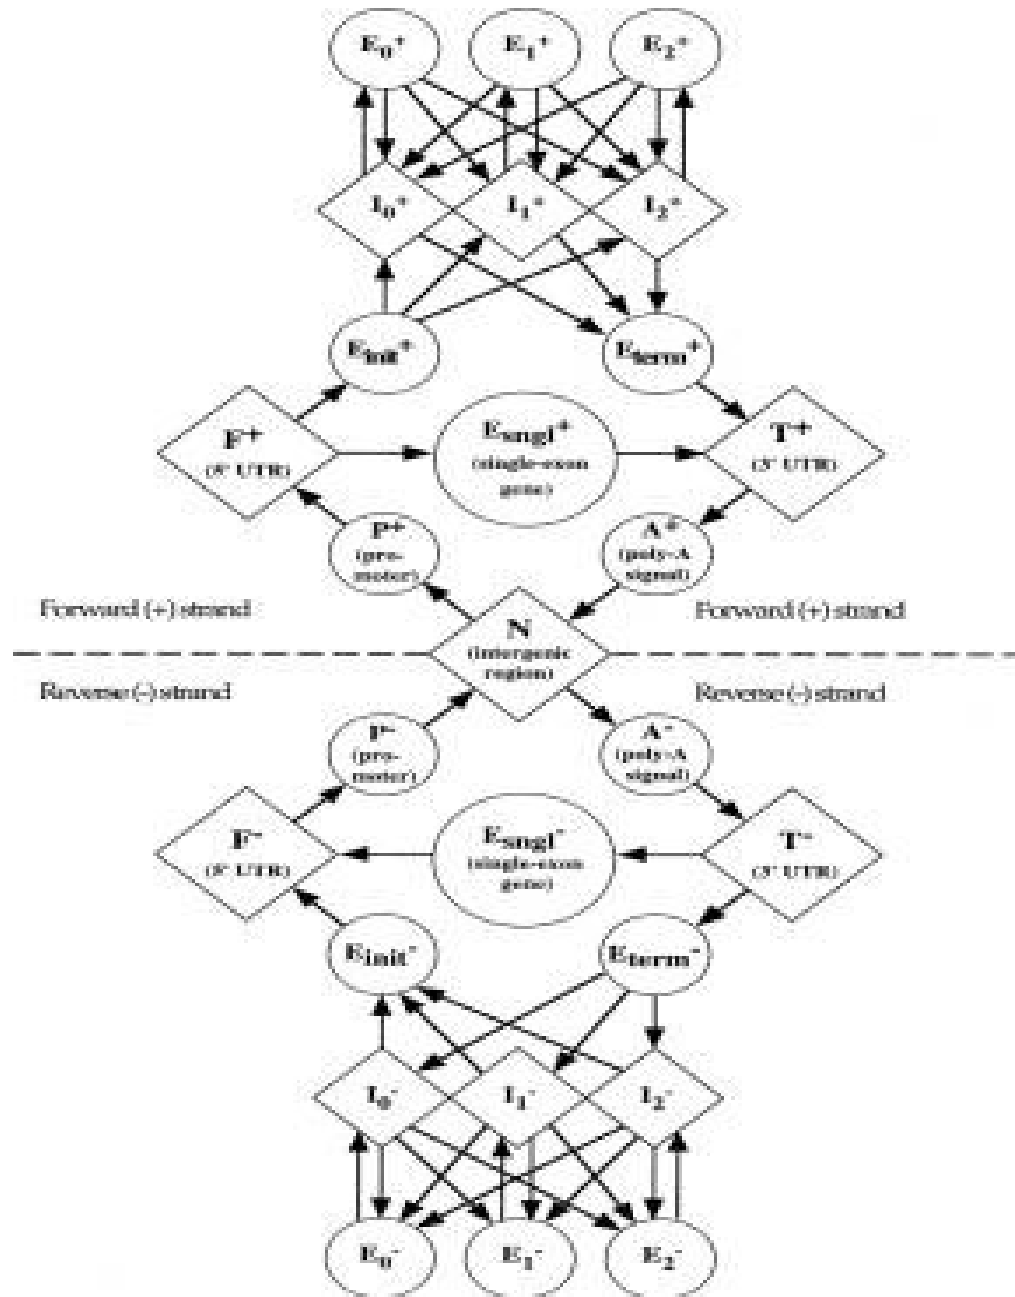 E₀⁺ E₁⁺ E₂⁺
I₀⁺ I₁⁺ I₂⁺
Eᵢₙᵢₜ⁺ Eₜₑᵣₘ⁺
F⁺
(5' UTR)
Eₛₙgₗ⁺
(single-exon
gene)
T⁺
(3' UTR)
P⁺
(pro-
moter)
A⁺
(poly-A
signal)
Forward (+) strand
Forward (+) strand
N
(intergenic
region)
Reverse (-) strand
Reverse (-) strand
P⁻
(pro-
moter)
A⁻
(poly-A
signal)
F⁻
(5' UTR)
Eₛₙgₗ⁻
(single-exon
gene)
T⁻
(3' UTR)
Eᵢₙᵢₜ⁻ Eₜₑᵣₘ⁻
I₀⁻ I₁⁻ I₂⁻
E₀⁻ E₁⁻ E₂⁻